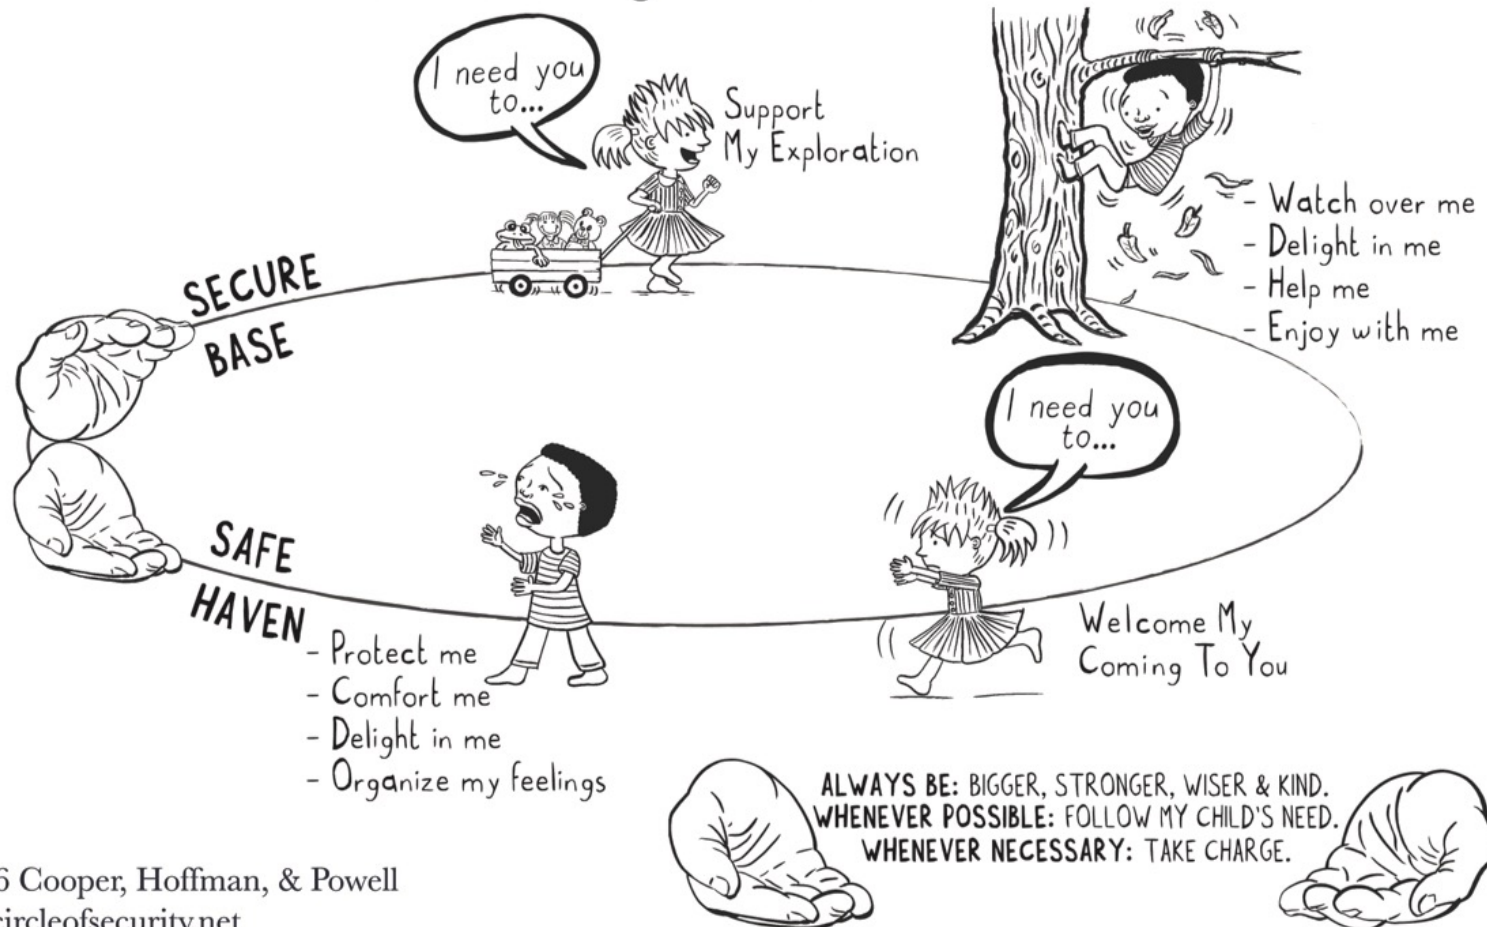 I need you
to...
Support
My Exploration
- Watch over me
- Delight in me
- Help me
- Enjoy with me
SECURE
BASE
I need you
to...
Welcome My
Coming To You
SAFE
HAVEN
- Protect me
- Comfort me
- Delight in me
- Organize my feelings
ALWAYS BE: BIGGER, STRONGER, WISER & KIND.
WHENEVER POSSIBLE: FOLLOW MY CHILD'S NEED.
WHENEVER NECESSARY: TAKE CHARGE.
Cooper, Hoffman, & Powell
circleofsecurity.net